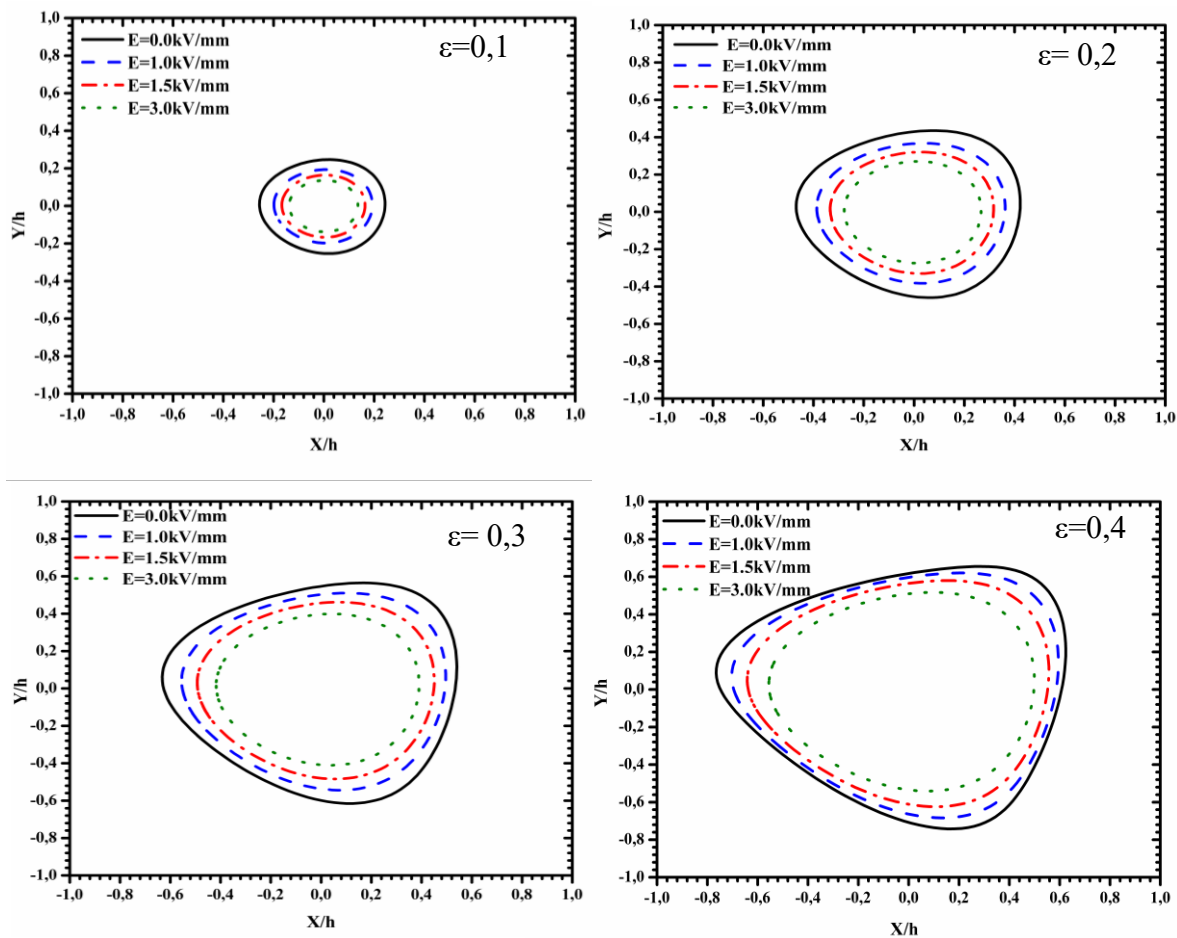 1,0
0,8
0,6
0,4
0,2
0,0
-0,2
-0,4
-0,6
-0,8
-1,0
Y/h
E=0.0kV/mm
E=1.0kV/mm
E=1.5kV/mm
E=3.0kV/mm
ε=0,1
-1,0 -0,8 -0,6 -0,4 -0,2 0,0 0,2 0,4 0,6 0,8 1,0
X/h
1,0
0,8
0,6
0,4
0,2
0,0
-0,2
-0,4
-0,6
-0,8
-1,0
Y/h
E=0.0kV/mm
E=1.0kV/mm
E=1.5kV/mm
E=3.0kV/mm
ε= 0,2
-1,0 -0,8 -0,6 -0,4 -0,2 0,0 0,2 0,4 0,6 0,8 1,0
X/h
1,0
0,8
0,6
0,4
0,2
0,0
-0,2
-0,4
-0,6
-0,8
-1,0
Y/h
E=0.0kV/mm
E=1.0kV/mm
E=1.5kV/mm
E=3.0kV/mm
ε= 0,3
-1,0 -0,8 -0,6 -0,4 -0,2 0,0 0,2 0,4 0,6 0,8 1,0
X/h
1,0
0,8
0,6
0,4
0,2
0,0
-0,2
-0,4
-0,6
-0,8
-1,0
Y/h
E=0.0kV/mm
E=1.0kV/mm
E=1.5kV/mm
E=3.0kV/mm
ε=0,4
-1,0 -0,8 -0,6 -0,4 -0,2 0,0 0,2 0,4 0,6 0,8 1,0
X/h